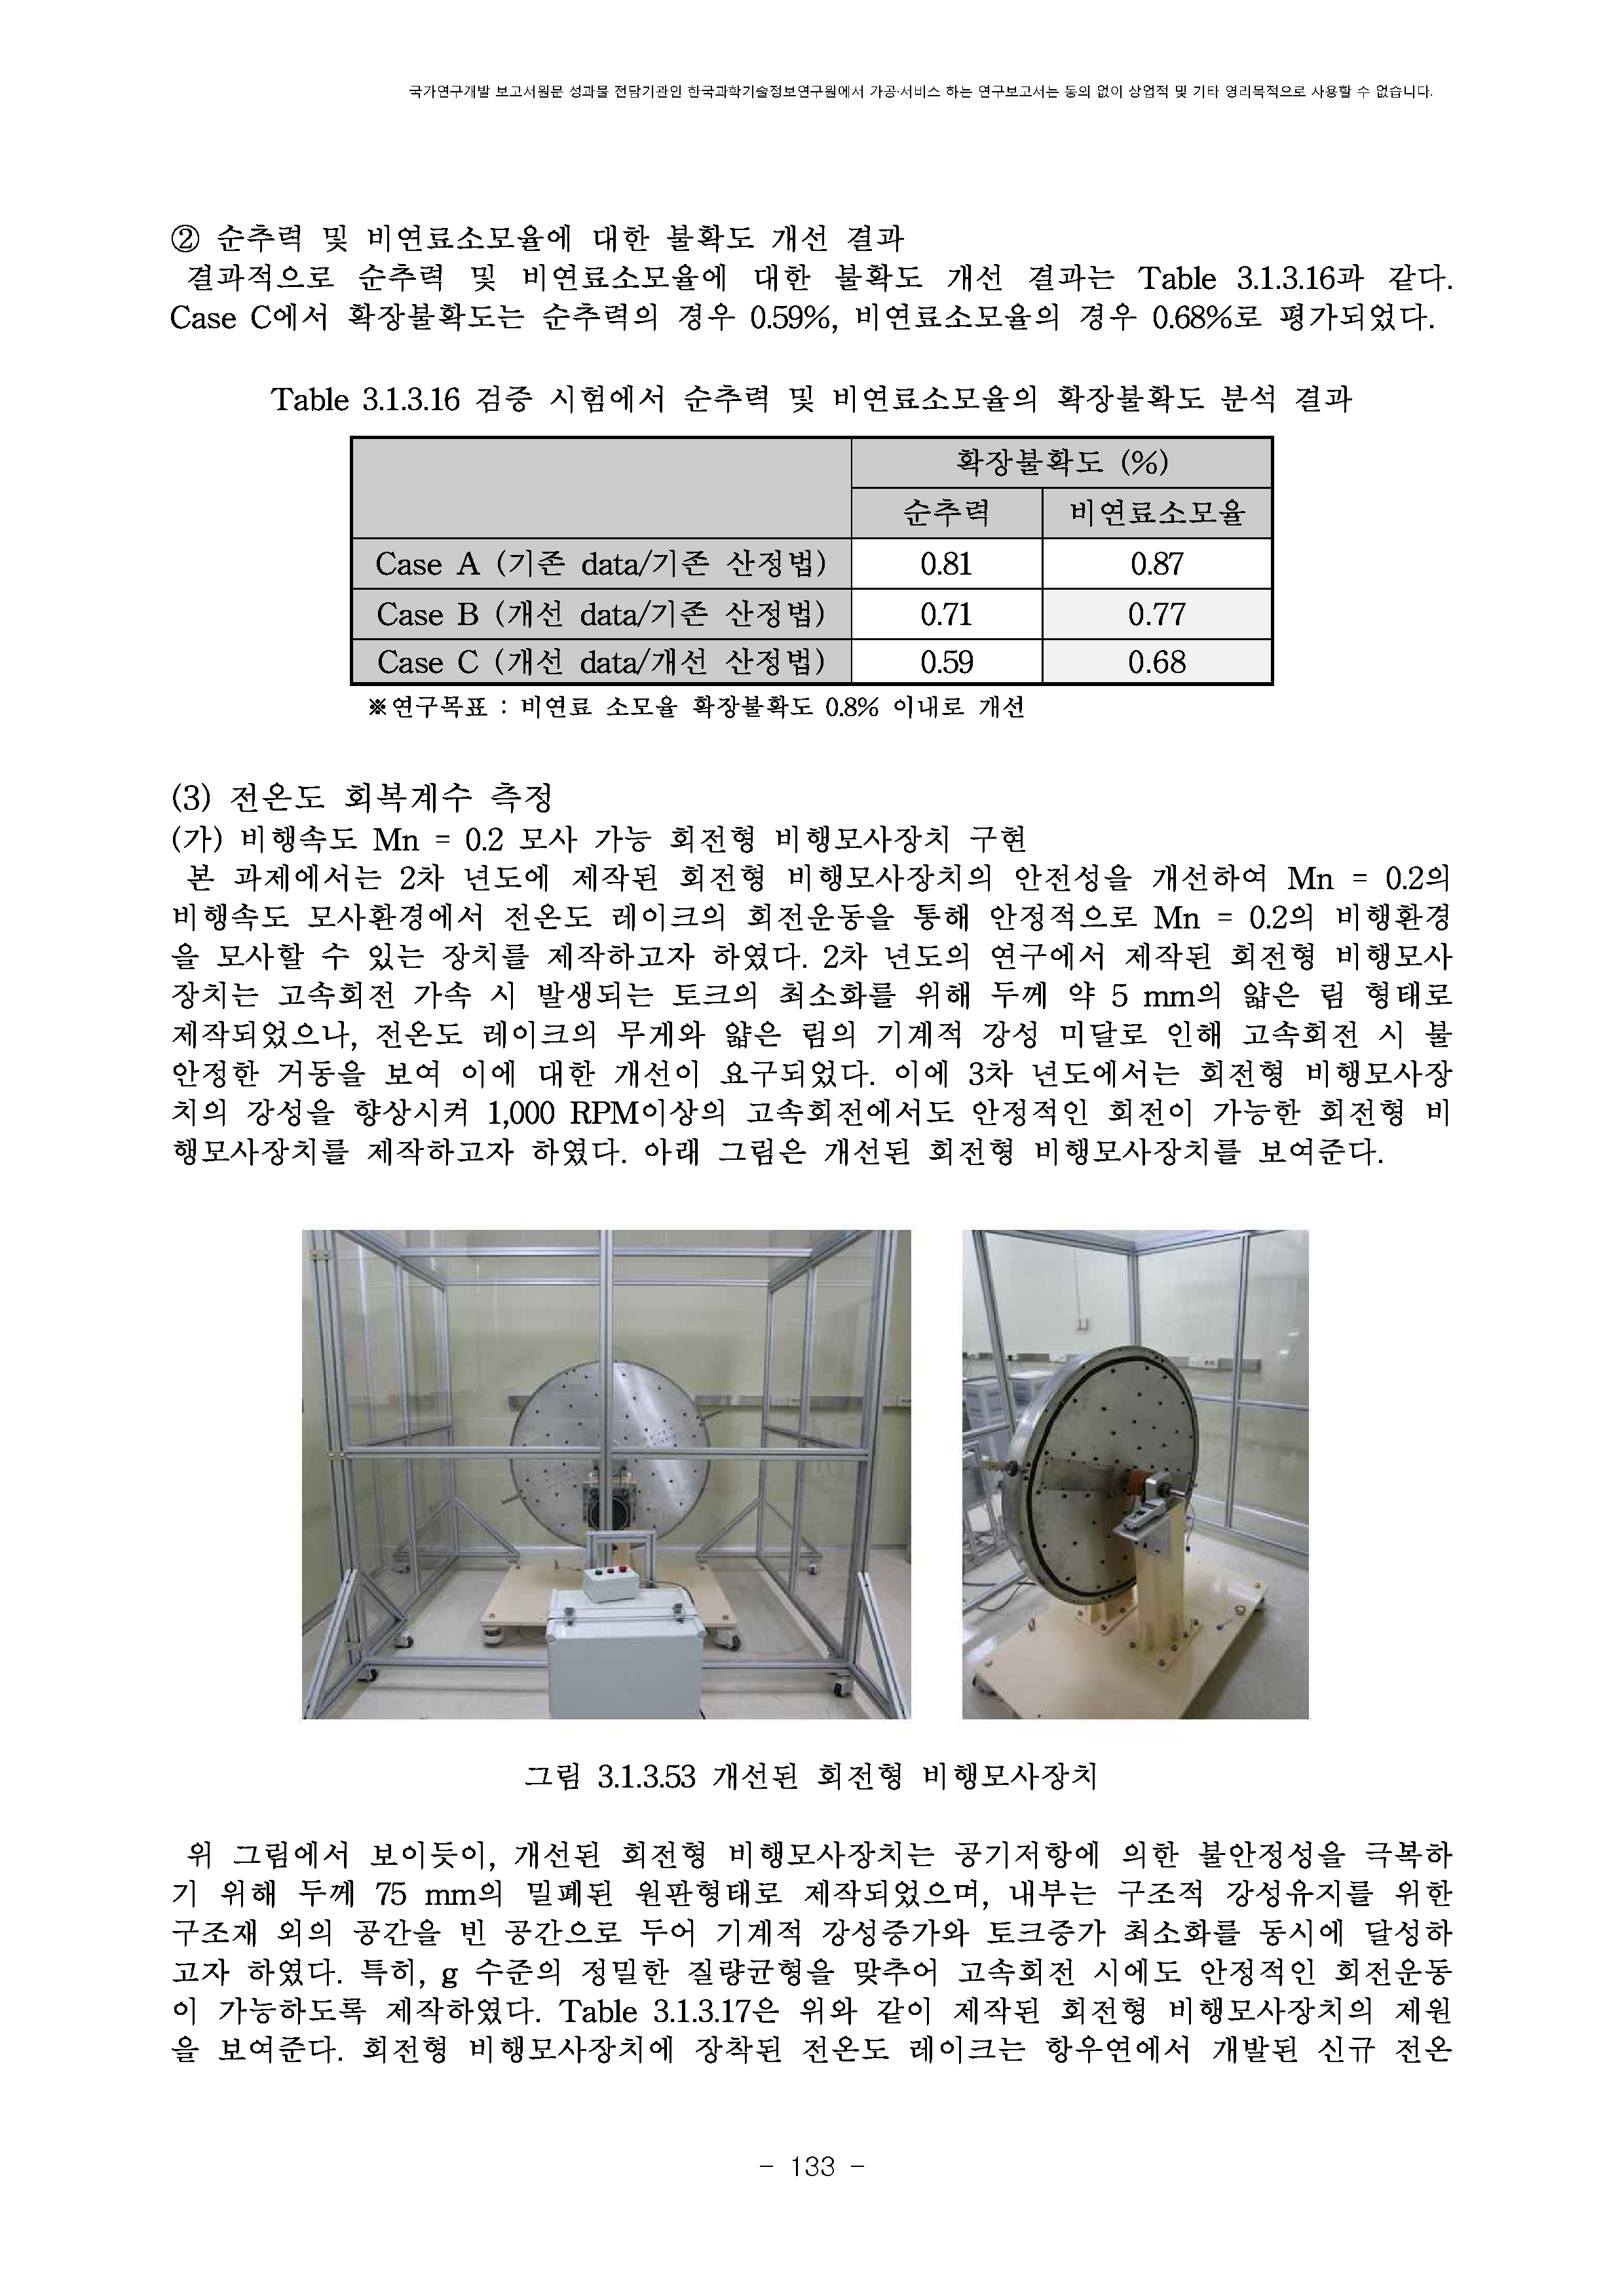 국가연구개발 보고서원문 성과물 전담기관인 한국과학기술정보연구원에서 가공·서비스 하는 연구보고서는 동의 없이 상업적 및 기타 영리목적으로 사용할 수 없습니다.
② 순추력 및 비연료소모율에 대한 불확도 개선 결과
결과적으로 순추력 및 비연료소모율에 대한 불확도 개선 결과는 Table 3.1.3.16과 같다.
Case C에서 확장불확도는 순추력의 경우 0.59%, 비연료소모율의 경우 0.68%로 평가되었다.
Table 3.1.3.16 검증 시험에서 순추력 및 비연료소모율의 확장불확도 분석 결과
확장불확도 (%)
순추력 비연료소모율
Case A (기존 data/기존 산정법) 0.81 0.87
Case B (개선 data/기존 산정법) 0.71 0.77
Case C (개선 data/개선 산정법) 0.59 0.68
※연구목표 : 비연료 소모율 확장불확도 0.8% 이내로 개선
(3) 전온도 회복계수 측정
(가) 비행속도 Mn = 0.2 모사 가능 회전형 비행모사장치 구현
본 과제에서는 2차 년도에 제작된 회전형 비행모사장치의 안전성을 개선하여 Mn = 0.2의
비행속도 모사환경에서 전온도 레이크의 회전운동을 통해 안정적으로 Mn = 0.2의 비행환경
을 모사할 수 있는 장치를 제작하고자 하였다. 2차 년도의 연구에서 제작된 회전형 비행모사
장치는 고속회전 가속 시 발생되는 토크의 최소화를 위해 두께 약 5 mm의 얇은 림 형태로
제작되었으나, 전온도 레이크의 무게와 얇은 림의 기계적 강성 미달로 인해 고속회전 시 불
안정한 거동을 보여 이에 대한 개선이 요구되었다. 이에 3차 년도에서는 회전형 비행모사장
치의 강성을 향상시켜 1,000 RPM이상의 고속회전에서도 안정적인 회전이 가능한 회전형 비
행모사장치를 제작하고자 하였다. 아래 그림은 개선된 회전형 비행모사장치를 보여준다.
그림 3.1.3.53 개선된 회전형 비행모사장치
위 그림에서 보이듯이, 개선된 회전형 비행모사장치는 공기저항에 의한 불안정성을 극복하
기 위해 두께 75 mm의 밀폐된 원판형태로 제작되었으며, 내부는 구조적 강성유지를 위한
구조재 외의 공간을 빈 공간으로 두어 기계적 강성증가와 토크증가 최소화를 동시에 달성하
고자 하였다. 특히, g 수준의 정밀한 질량균형을 맞추어 고속회전 시에도 안정적인 회전운동
이 가능하도록 제작하였다. Table 3.1.3.17은 위와 같이 제작된 회전형 비행모사장치의 제원
을 보여준다. 회전형 비행모사장치에 장착된 전온도 레이크는 항우연에서 개발된 신규 전온
- 133 -